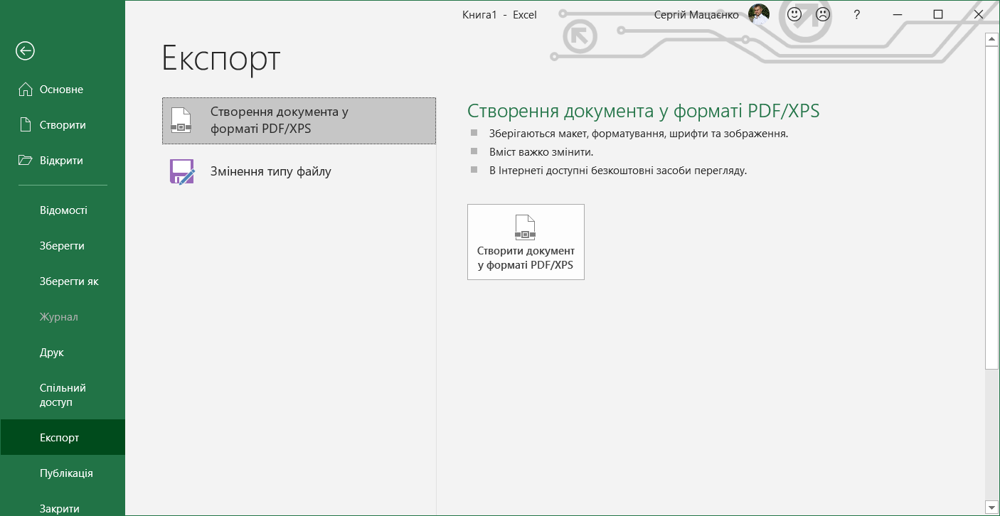 Книга1 - Excel
Сергій Мацаєнко
?
Основне
Створити
Відкрити
Відомості
Зберегти
Зберегти як
Журнал
Друк
Спільний
доступ
Експорт
Публікація
Закрити
Експорт
Створення документа у
форматі PDF/XPS
Змінення типу файлу
Створення документа у форматі PDF/XPS
Зберігаються макет, форматування, шрифти та зображення.
Вміст важко змінити.
В Інтернеті доступні безкоштовні засоби перегляду.
Створити документ
у форматі PDF/XPS